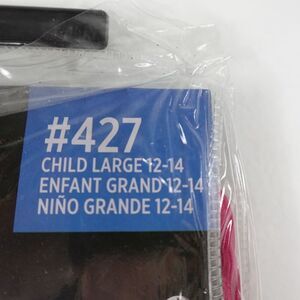 #427
CHILD LARGE 12-14
ENFANT GRAND 12-14
NIÑO GRANDE 12-14